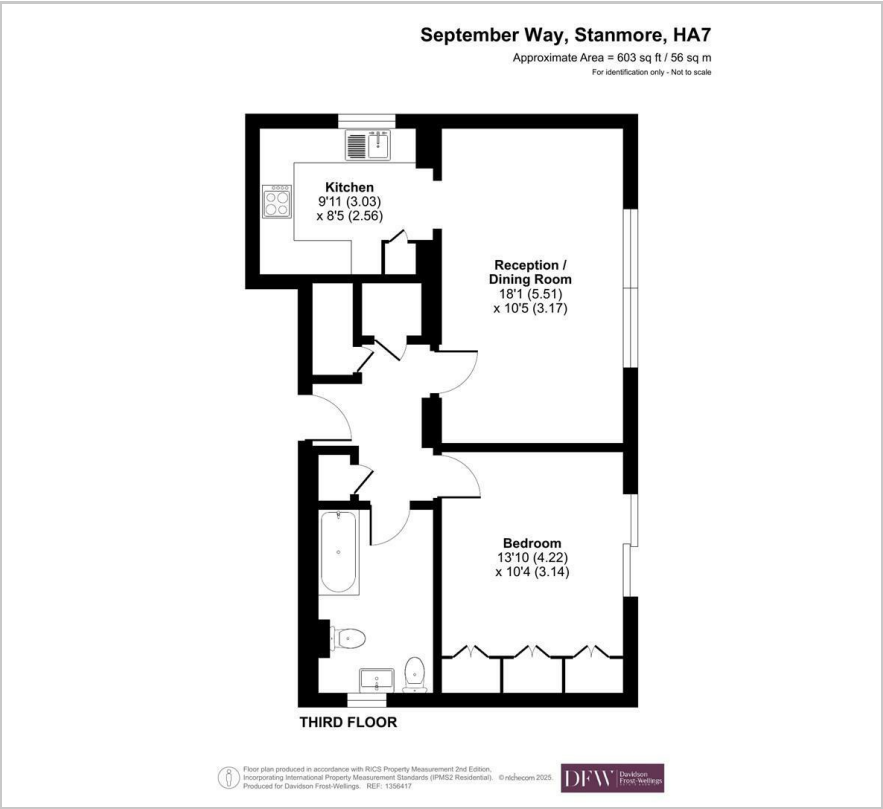 September Way, Stanmore, HA7
Approximate Area = 603 sq ft / 56 sq m
For identification only - Not to scale
Kitchen
9'11 (3.03)
x 8'5 (2.56)
Reception /
Dining Room
18'1 (5.51)
x 10'5 (3.17)
Bedroom
13'10 (4.22)
x 10'4 (3.14)
THIRD FLOOR
Floor plan produced in accordance with RICS Property Measurement 2nd Edition,
Incorporating International Property Measurement Standards (IPMS2 Residential). © nichecom 2025.
Produced for Davidson Frost-Wellings. REF: 1356417
DFW
Davidson
Frost-Wellings